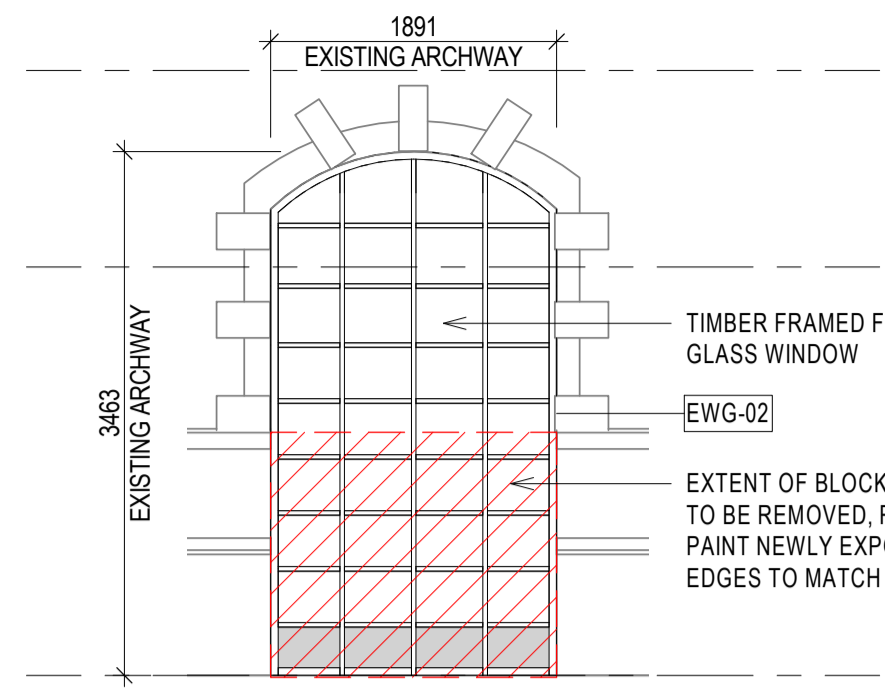 1891
EXISTING ARCHWAY
3463
EXISTING ARCHWAY
TIMBER FRAMED F
GLASS WINDOW
EWG-02
EXTENT OF BLOCK
TO BE REMOVED,
PAINT NEWLY EXPO
EDGES TO MATCH